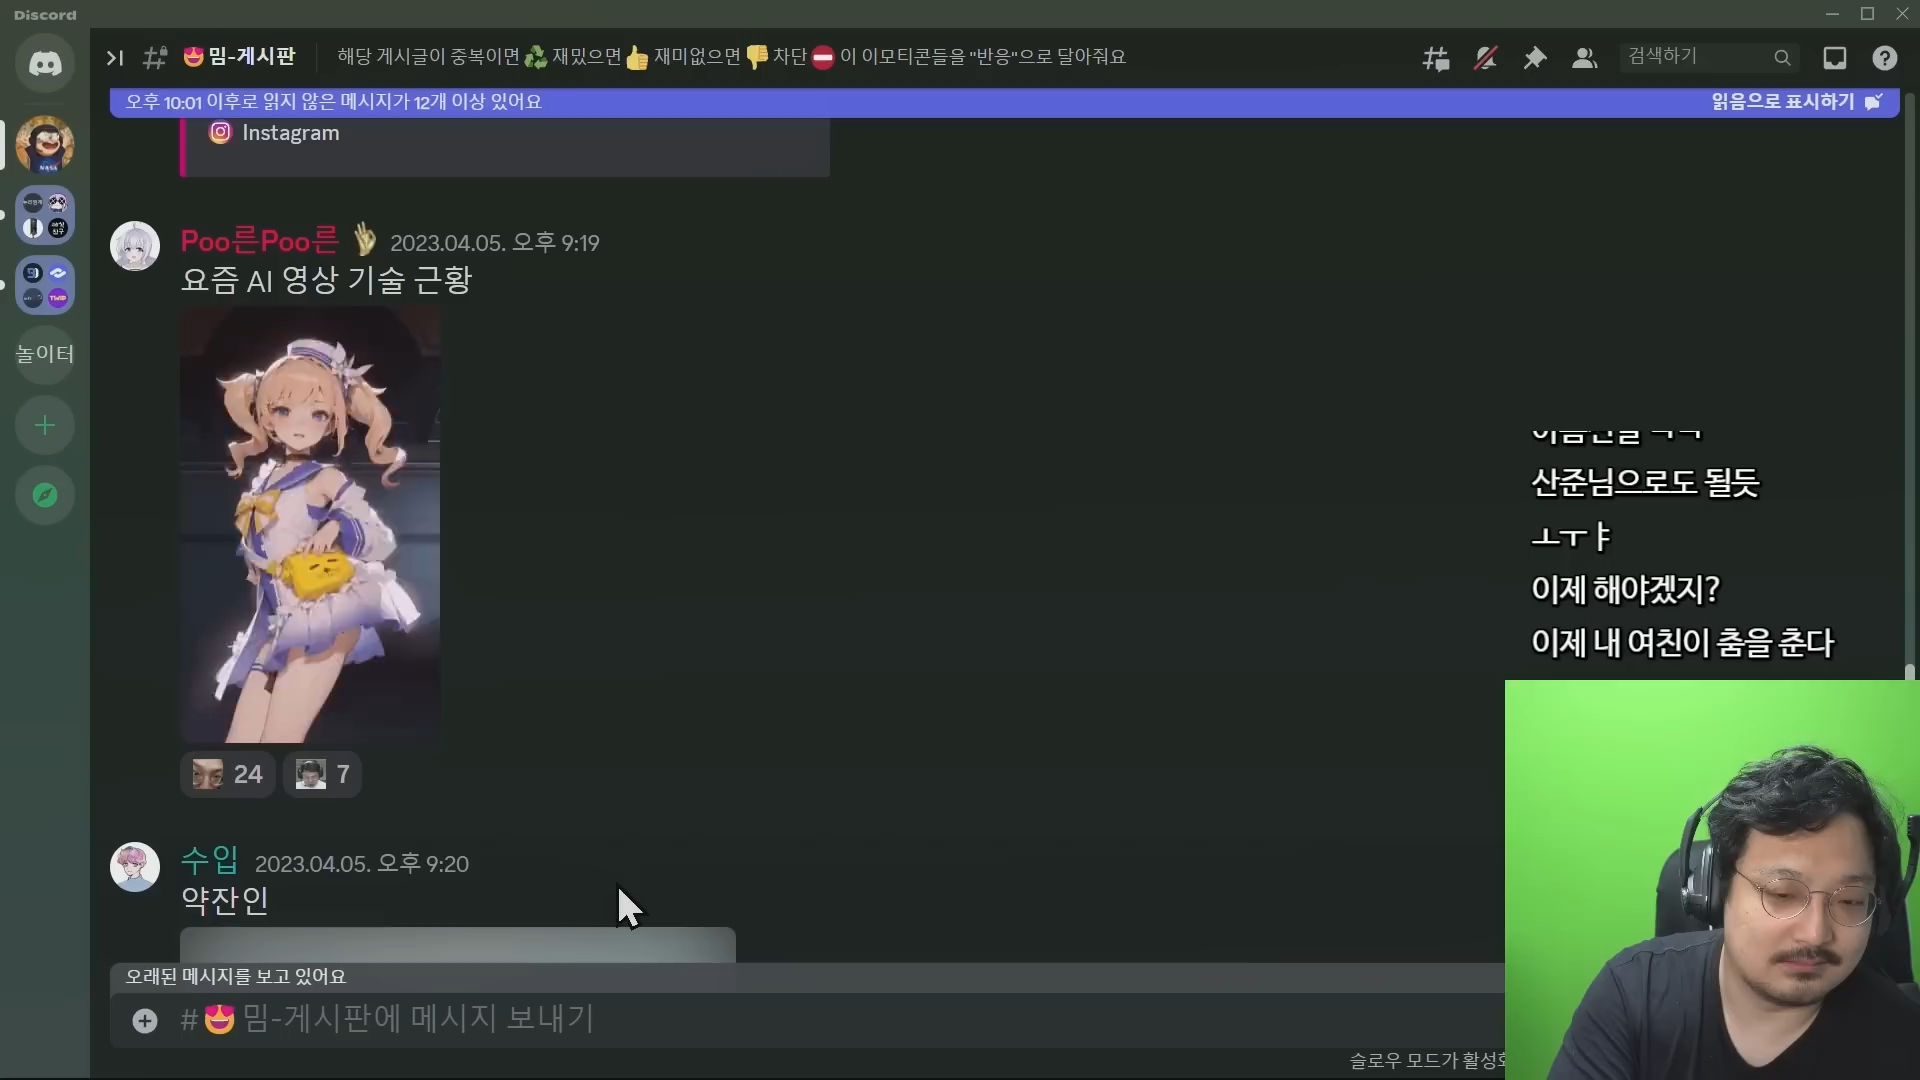 Discord
밈-게시판
해당 게시글이 중복이면 재밌으면 재미없으면 차단 이 이모티콘들을 "반응"으로 달아줘요
검색하기
오후 10:01 이후로 읽지 않은 메시지가 12개 이상 있어요
읽음으로 표시하기
Instagram
Poo른Poo른 2023.04.05. 오후 9:19
요즘 AI 영상 기술 근황
놀이터
산준님으로도 될듯
ㅗㅜㅑ
이제 해야겠지?
이제 내 여친이 춤을 춘다
24
7
수입 2023.04.05. 오후 9:20
약잔인
오래된 메시지를 보고 있어요
#밈-게시판에 메시지 보내기
슬로우 모드가